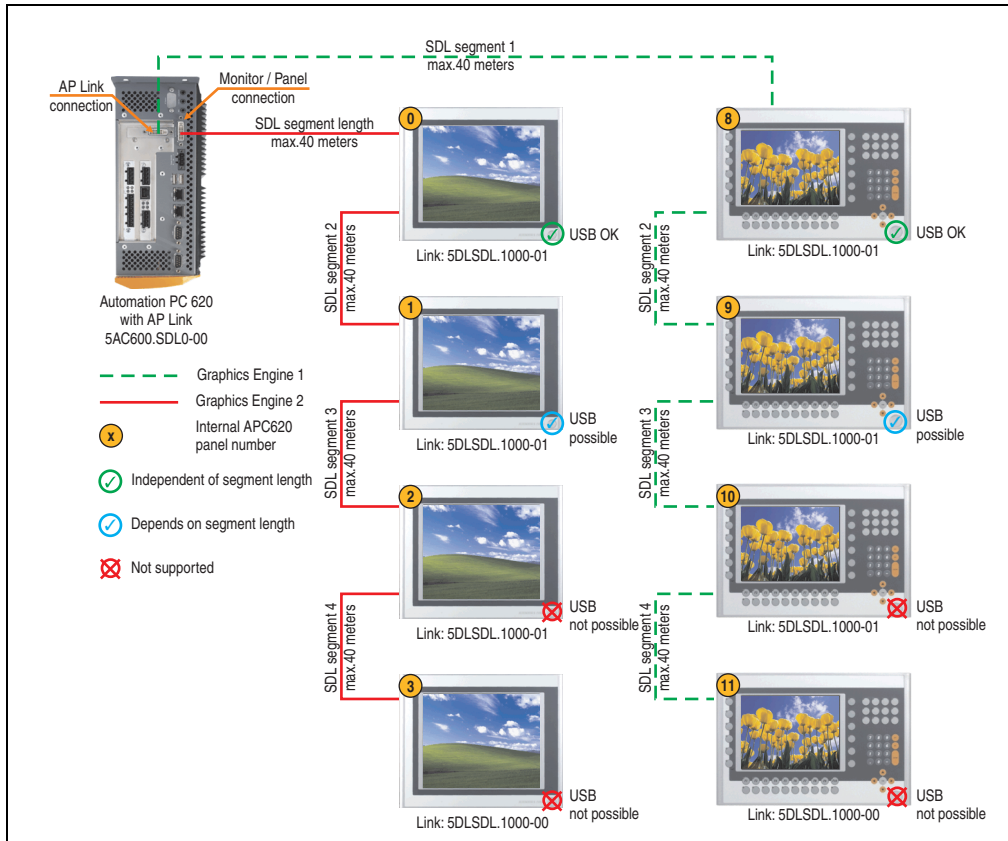 SDL segment 1
max.40 meters
AP Link
connection
Monitor / Panel
connection
SDL segment length
max.40 meters
Automation PC 620
with AP Link
5AC600.SDL0-00
Graphics Engine 1
Graphics Engine 2
x
Internal APC620
panel number
Independent of segment length
Depends on segment length
Not supported
0
USB OK
Link: 5DLSDL.1000-01
SDL segment 2
max.40 meters
1
USB
possible
Link: 5DLSDL.1000-01
SDL segment 3
max.40 meters
2
USB
not possible
Link: 5DLSDL.1000-01
SDL segment 4
max.40 meters
3
USB
not possible
Link: 5DLSDL.1000-00
8
USB OK
Link: 5DLSDL.1000-01
SDL segment 2
max.40 meters
9
USB
possible
Link: 5DLSDL.1000-01
SDL segment 3
max.40 meters
10
USB
not possible
Link: 5DLSDL.1000-01
SDL segment 4
max.40 meters
11
USB
not possible
Link: 5DLSDL.1000-00